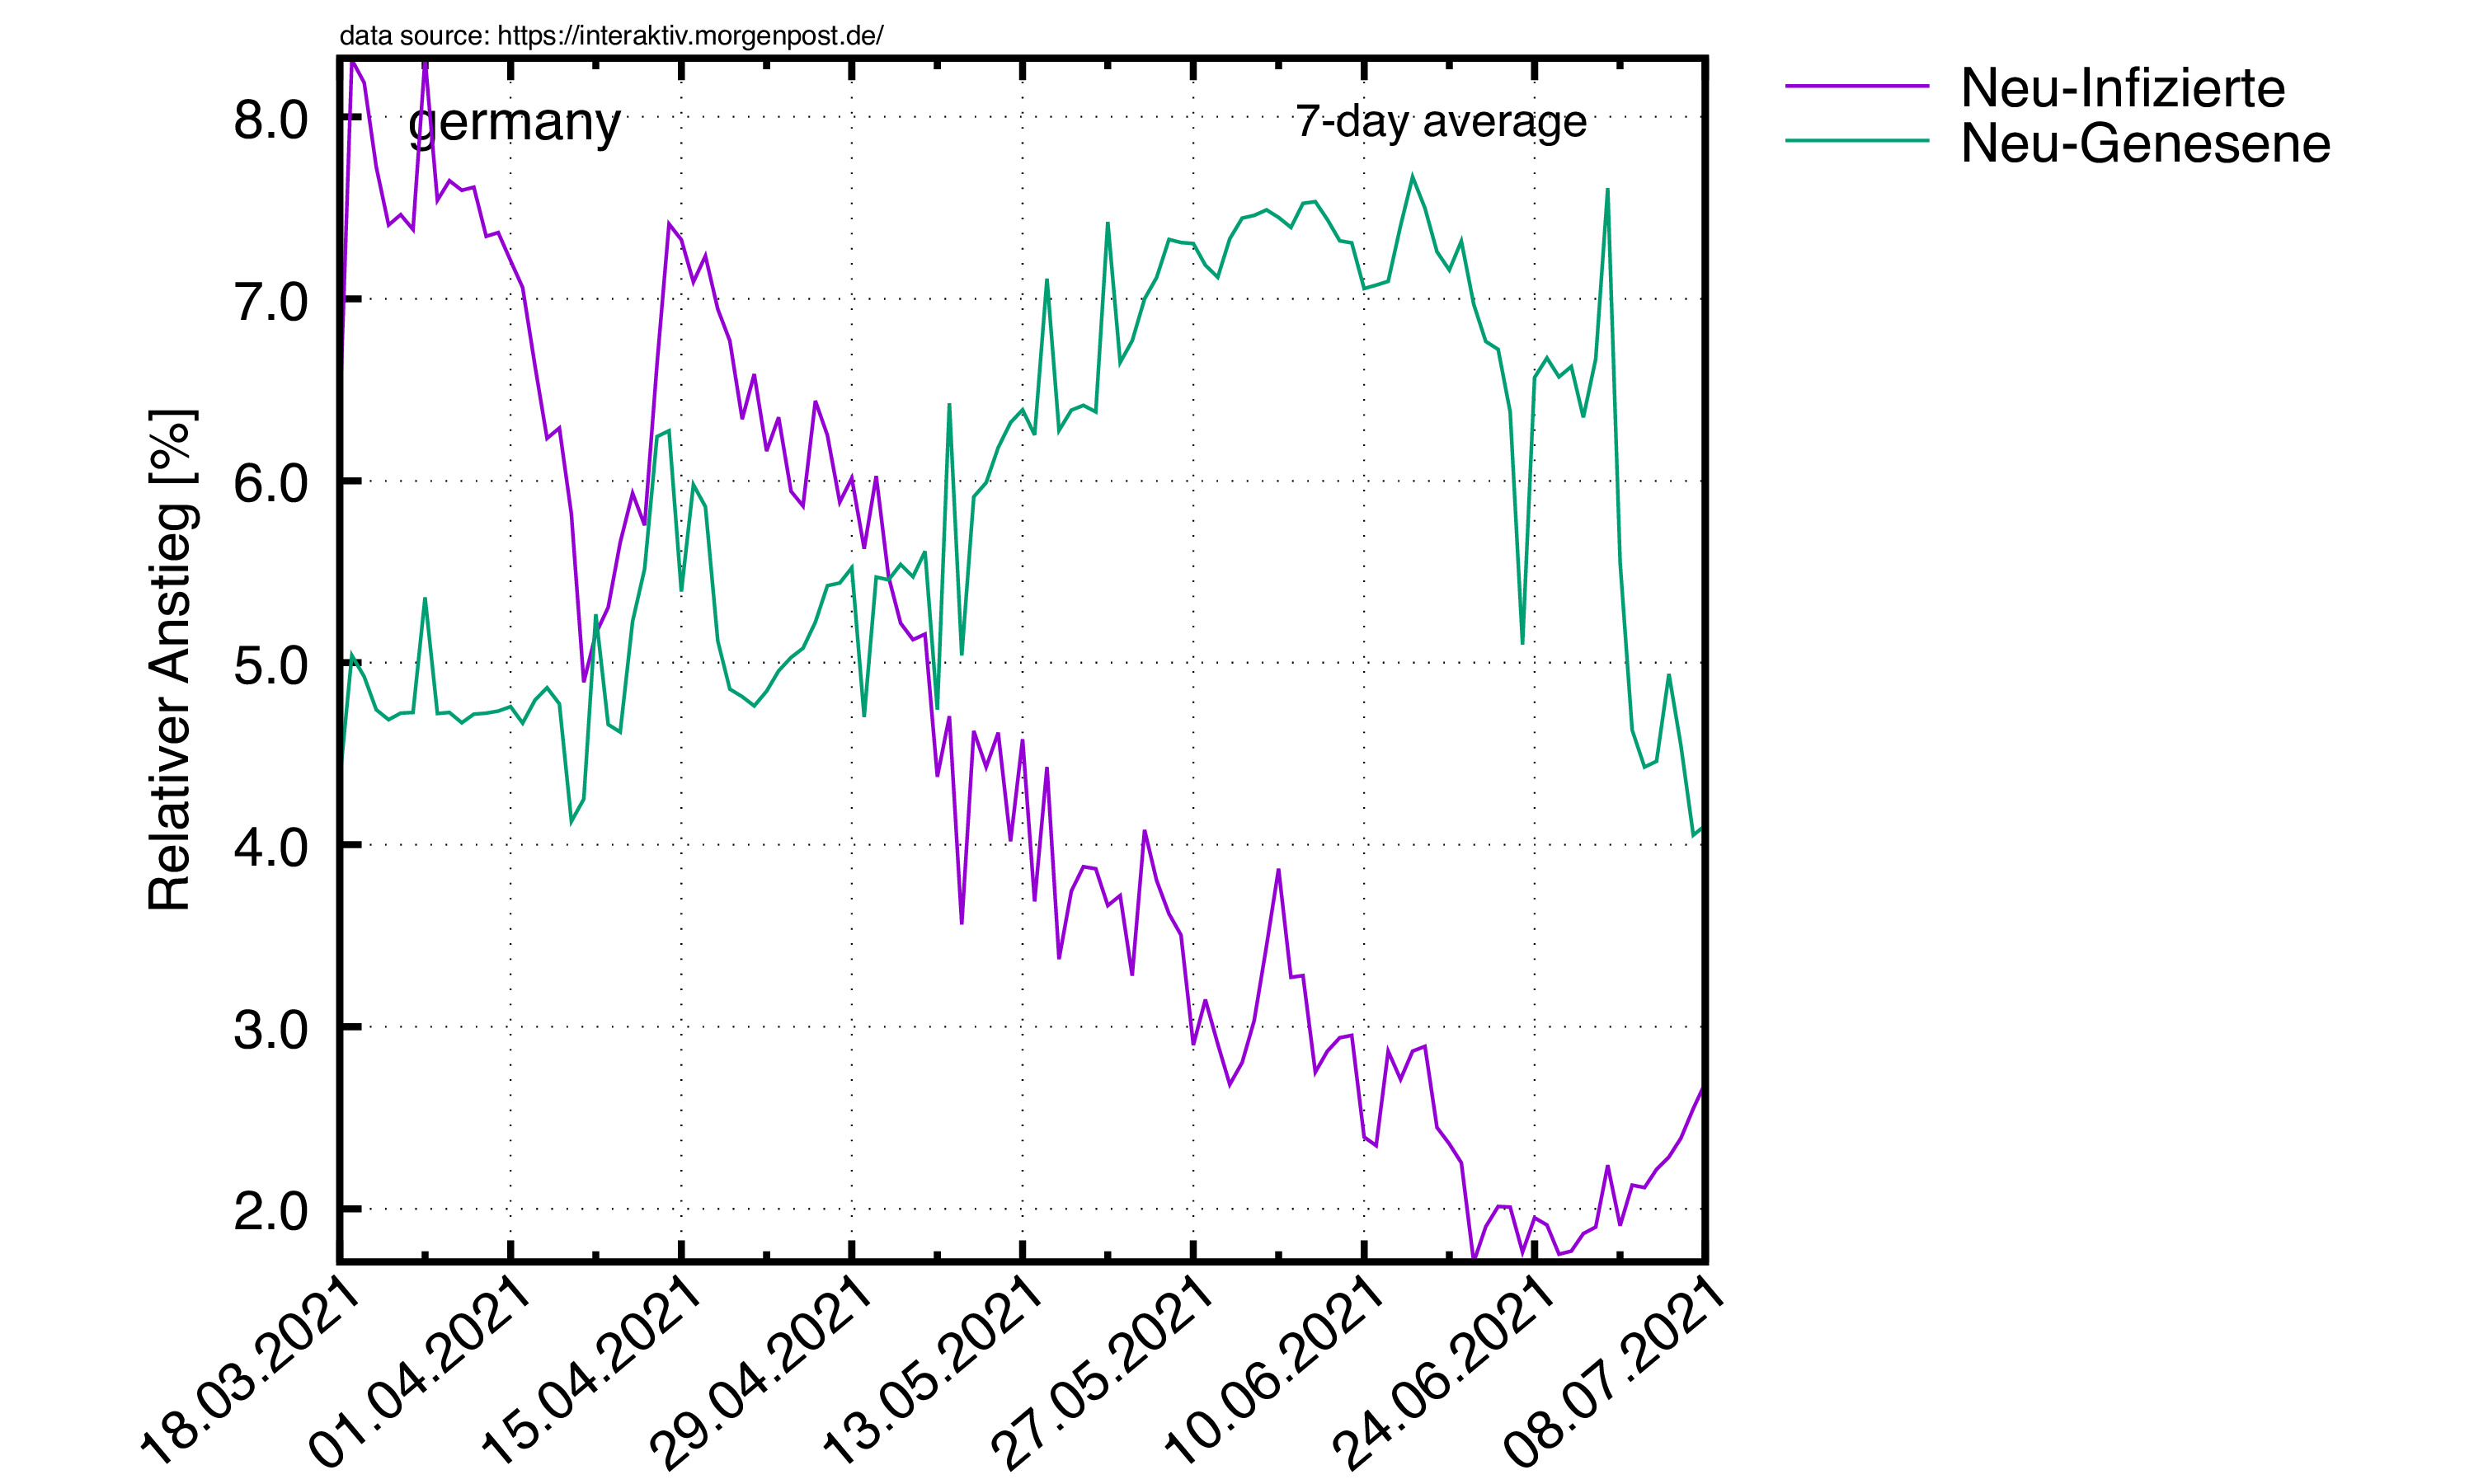 data source: https://interaktiv.morgenpost.de/
germany
7-day average
Neu-Infizierte
Neu-Genesene
Relativer Anstieg [%]
8.0
7.0
6.0
5.0
4.0
3.0
2.0
18.03.2021
01.04.2021
15.04.2021
29.04.2021
13.05.2021
27.05.2021
10.06.2021
24.06.2021
08.07.2021